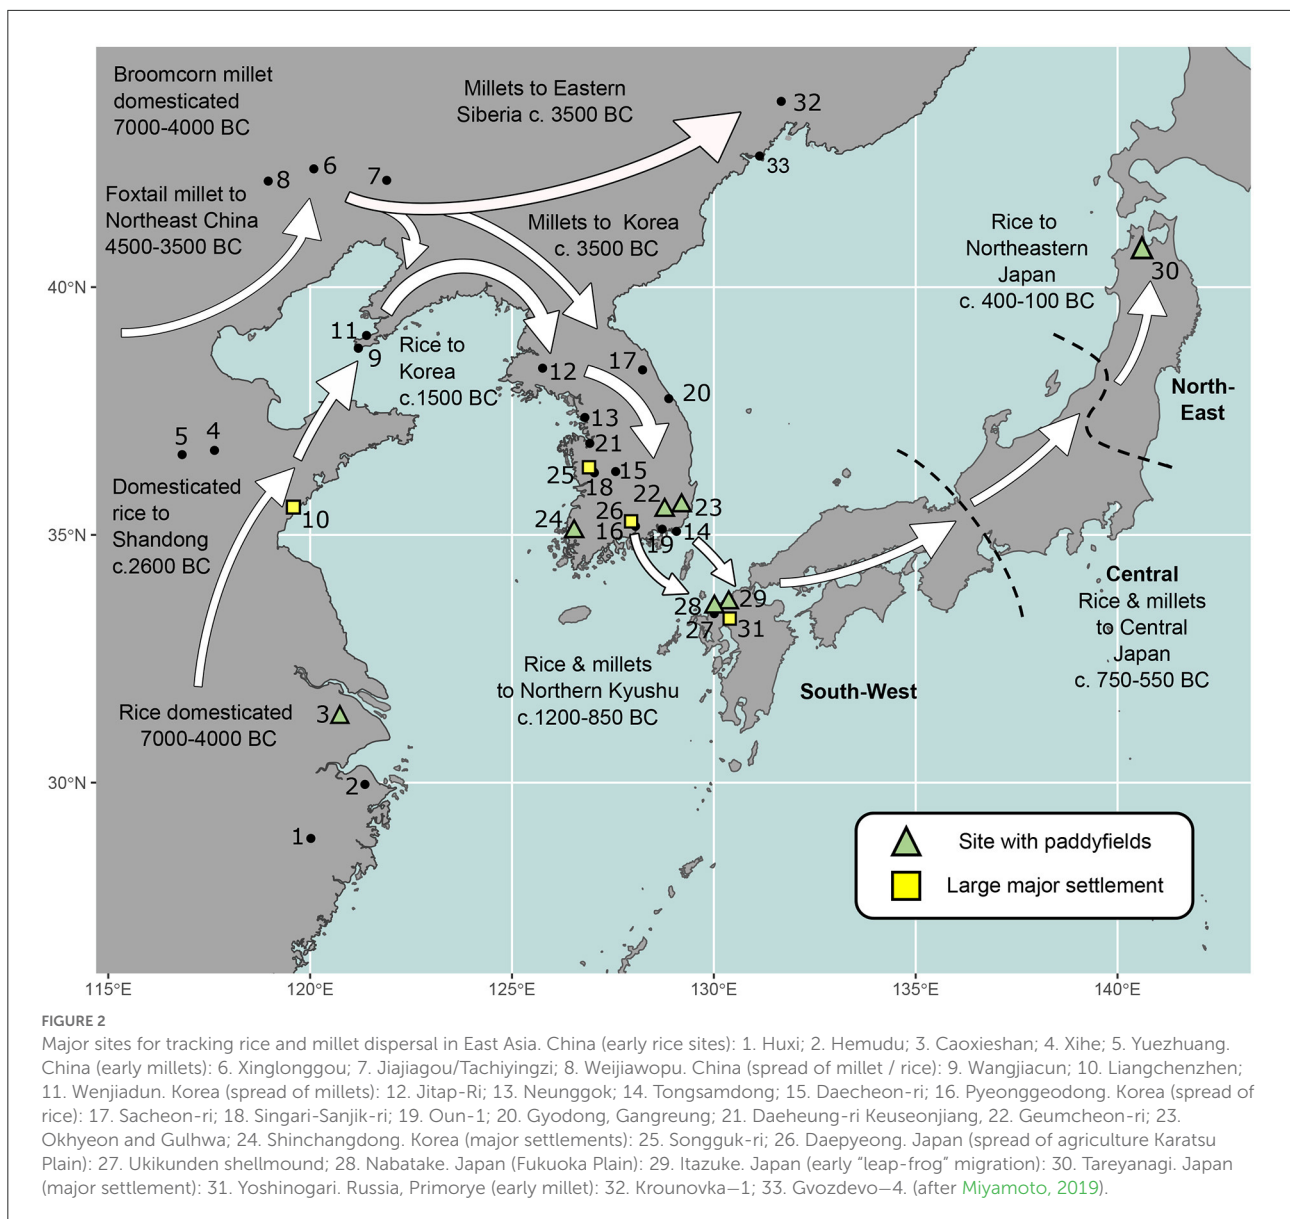 Broomcorn millet
domesticated
7000-4000 BC
Millets to Eastern
Siberia c. 3500 BC
32
33
6
7
8
Foxtail millet to
Northeast China
4500-3500 BC
Millets to Korea
c. 3500 BC
Rice to
Northeastern
Japan
c. 400-100 BC
30
40°N
11
9
Rice to
Korea
c.1500 BC
12
17
20
13
21
North-
East
5
4
25
18
15
22
23
26
24
16
19
14
Domesticated
rice to
Shandong
c.2600 BC
10
35°N
28
29
27
31
Central
Rice & millets
to Central
Japan
c. 750-550 BC
Rice & millets
to Northern Kyushu
c.1200-850 BC
South-West
Rice domesticated
7000-4000 BC
3
30°N
2
1
Site with paddyfields
Large major settlement
115°E
120°E
125°E
130°E
135°E
140°E
FIGURE 2
Major sites for tracking rice and millet dispersal in East Asia. China (early rice sites): 1. Huxi; 2. Hemudu; 3. Caoxieshan; 4. Xihe; 5. Yuezhuang.
China (early millets): 6. Xinglonggou; 7. Jiajiagou/Tachiyingzi; 8. Weijiawopu. China (spread of millet / rice): 9. Wangjiacun; 10. Liangchenzhen;
11. Wenjiadun. Korea (spread of millets): 12. Jitap-Ri; 13. Neunggok; 14. Tongsamdong; 15. Daecheon-ri; 16. Pyeonggeodong. Korea (spread of
rice): 17. Sacheon-ri; 18. Singari-Sanjik-ri; 19. Oun-1; 20. Gyodong, Gangreung; 21. Daeheung-ri Keuseonjiang, 22. Geumcheon-ri; 23.
Okhyeon and Gulhwa; 24. Shinchangdong. Korea (major settlements): 25. Songguk-ri; 26. Daepyeong. Japan (spread of agriculture Karatsu
Plain): 27. Ukikunden shellmound; 28. Nabatake. Japan (Fukuoka Plain): 29. Itazuke. Japan (early “leap-frog” migration): 30. Tareyanagi. Japan
(major settlement): 31. Yoshinogari. Russia, Primorye (early millet): 32. Krounovka—1; 33. Gvozdevo—4. (after Miyamoto, 2019).